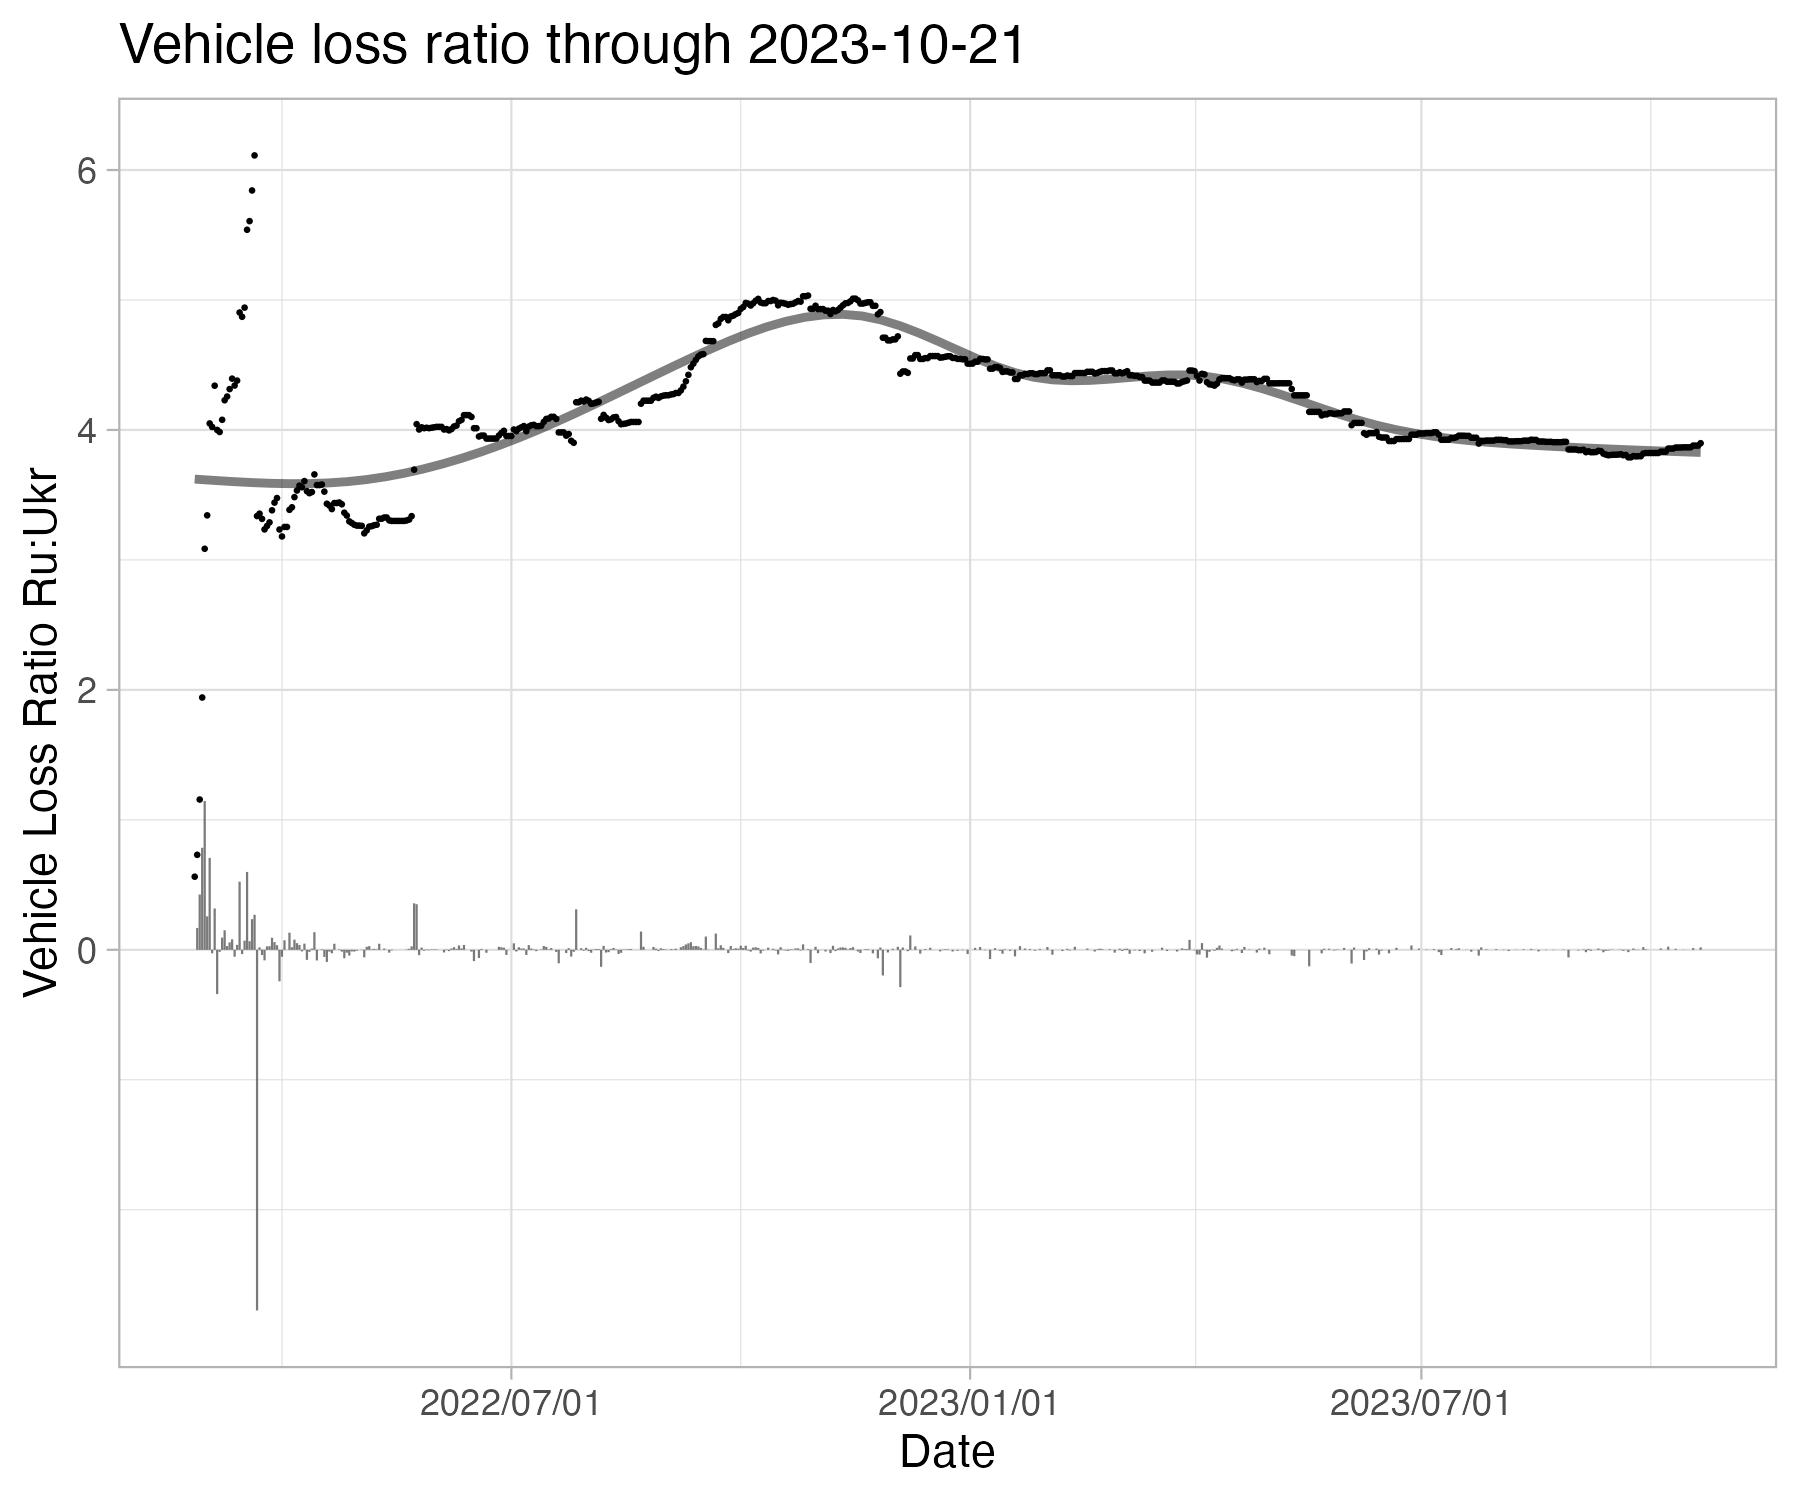 Vehicle loss ratio through 2023-10-21
Vehicle Loss Ratio Ru:Ukr
6
4
2
0
2022/07/01
2023/01/01
2023/07/01
Date